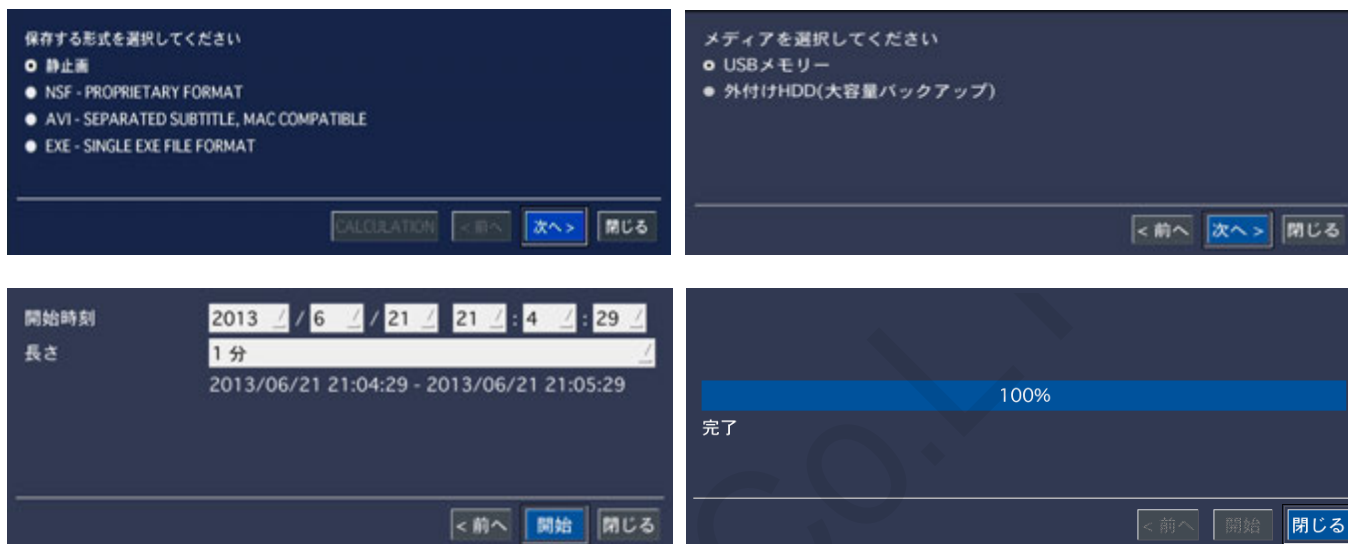 保存する形式を選択してください
静止画
NSF - PROPRIETARY FORMAT
AVI - SEPARATED SUBTITLE, MAC COMPATIBLE
EXE - SINGLE EXE FILE FORMAT
CALCULATION <前へ 次へ> 閉じる
メディアを選択してください
USBメモリー
外付けHDD(大容量バックアップ)
<前へ 次へ> 閉じる
開始時刻 2013 / 6 / 21 21 : 4 : 29
長さ 1 分
2013/06/21 21:04:29 - 2013/06/21 21:05:29
<前へ 開始 閉じる
100%
完了
<前へ 開始 閉じる